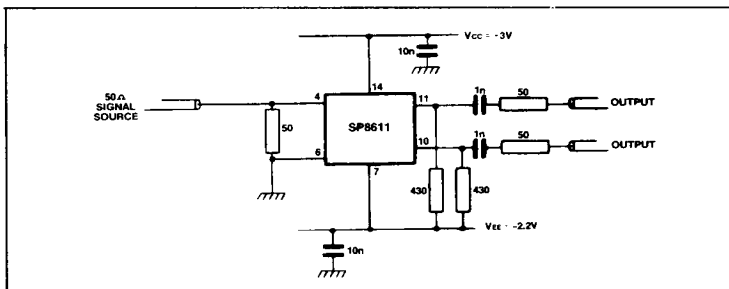 VCC = -3V
10n
50Ω
SIGNAL
SOURCE
4
14
11
1n
50
OUTPUT
50
SP8611
10
1n
50
OUTPUT
6
7
430
430
VEE - -2.2V
10n